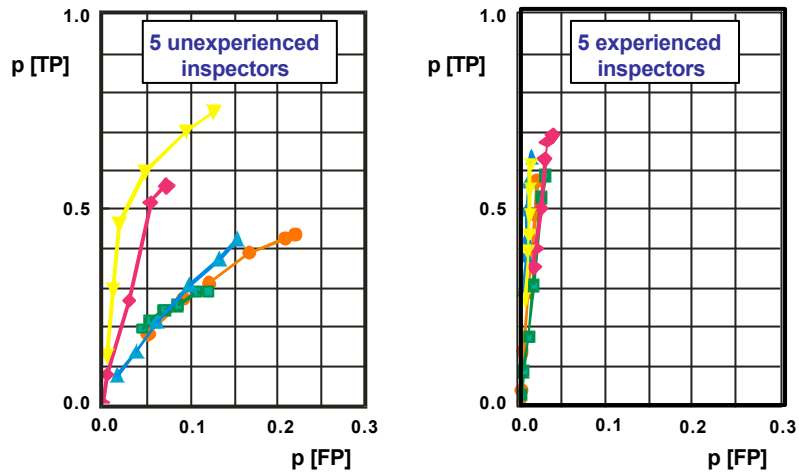 1.0
5 unexperienced
inspectors
p [TP]
0.5
0.0
0.0 0.1 0.2 0.3
p [FP]
1.0
5 experienced
inspectors
p [TP]
0.5
0.0
0.0 0.1 0.2 0.3
p [FP]